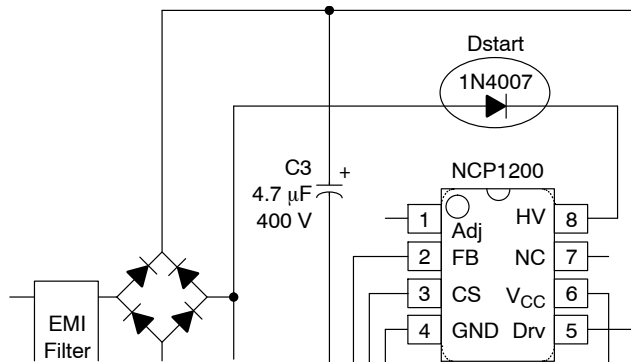 Dstart
1N4007
C3
+
4.7 μF
400 V
NCP1200
1 Adj HV 8
2 FB NC 7
3 CS VCC 6
4 GND Drv 5
EMI
Filter